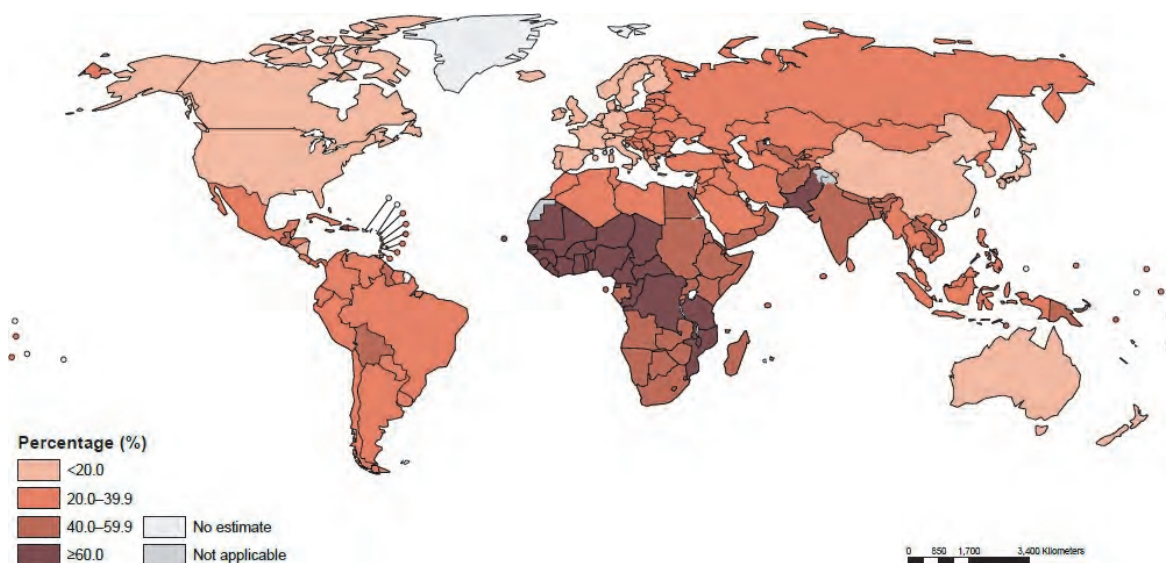 Percentage (%)
<20.0
20.0–39.9
40.0–59.9
≥60.0
No estimate
Not applicable
0 850 1,700 3,400 Kilometers